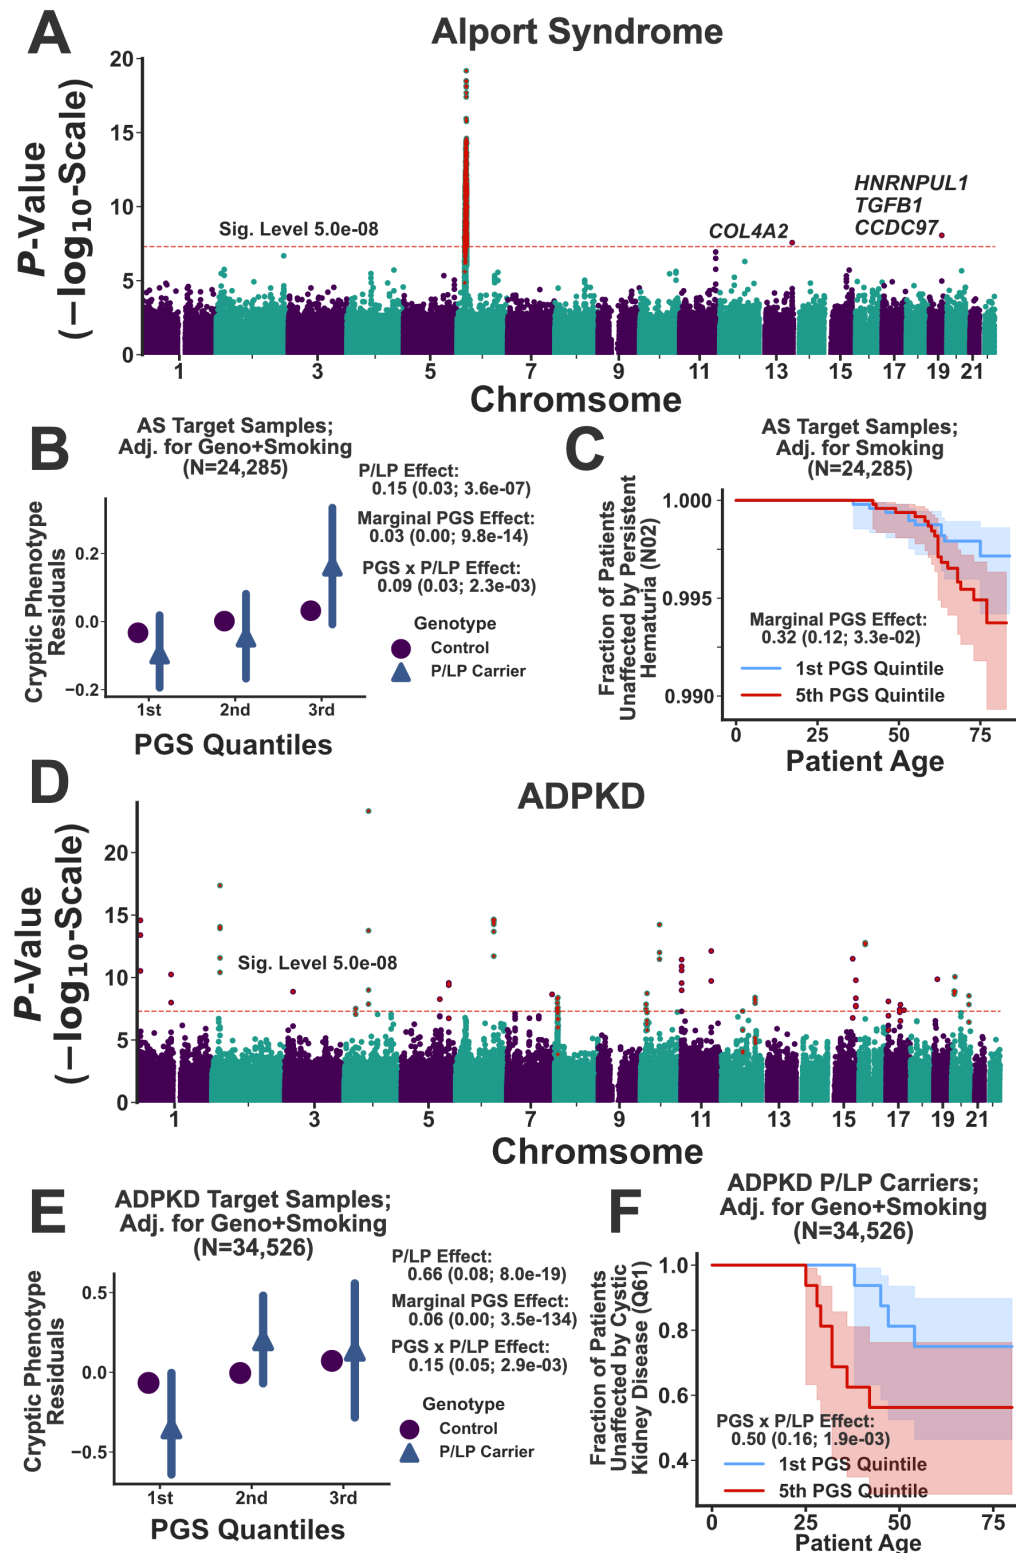 A
Alport Syndrome
P-Value
(−log10-Scale)
20
15
10
5
0
Sig. Level 5.0e-08
COL4A2
HNRNPUL1
TGFB1
CCDC97
1 3 5 7 9 11 13 15 17 19 21
Chromsome
B
AS Target Samples;
Adj. for Geno+Smoking
(N=24,285)
Cryptic Phenotype
Residuals
0.2
0.0
−0.2
1st 2nd 3rd
PGS Quantiles
P/LP Effect:
0.15 (0.03; 3.6e-07)
Marginal PGS Effect:
0.03 (0.00; 9.8e-14)
PGS x P/LP Effect:
0.09 (0.03; 2.3e-03)
Genotype
Control
P/LP Carrier
C
AS Target Samples;
Adj. for Smoking
(N=24,285)
Fraction of Patients
Unaffected by Persistent
Hematuria (N02)
1.000
0.995
0.990
Marginal PGS Effect:
0.32 (0.12; 3.3e-02)
1st PGS Quintile
5th PGS Quintile
0 25 50 75
Patient Age
D
ADPKD
P-Value
(−log10-Scale)
20
15
10
5
0
Sig. Level 5.0e-08
1 3 5 7 9 11 13 15 17 19 21
Chromsome
E
ADPKD Target Samples;
Adj. for Geno+Smoking
(N=34,526)
Cryptic Phenotype
Residuals
0.5
0.0
−0.5
1st 2nd 3rd
PGS Quantiles
P/LP Effect:
0.66 (0.08; 8.0e-19)
Marginal PGS Effect:
0.06 (0.00; 3.5e-134)
PGS x P/LP Effect:
0.15 (0.05; 2.9e-03)
Genotype
Control
P/LP Carrier
F
ADPKD P/LP Carriers;
Adj. for Geno+Smoking
(N=34,526)
Fraction of Patients
Unaffected by Cystic
Kidney Disease (Q61)
1.0
0.8
0.6
0.4
PGS x P/LP Effect:
0.50 (0.16; 1.9e-03)
1st PGS Quintile
5th PGS Quintile
0 25 50 75
Patient Age